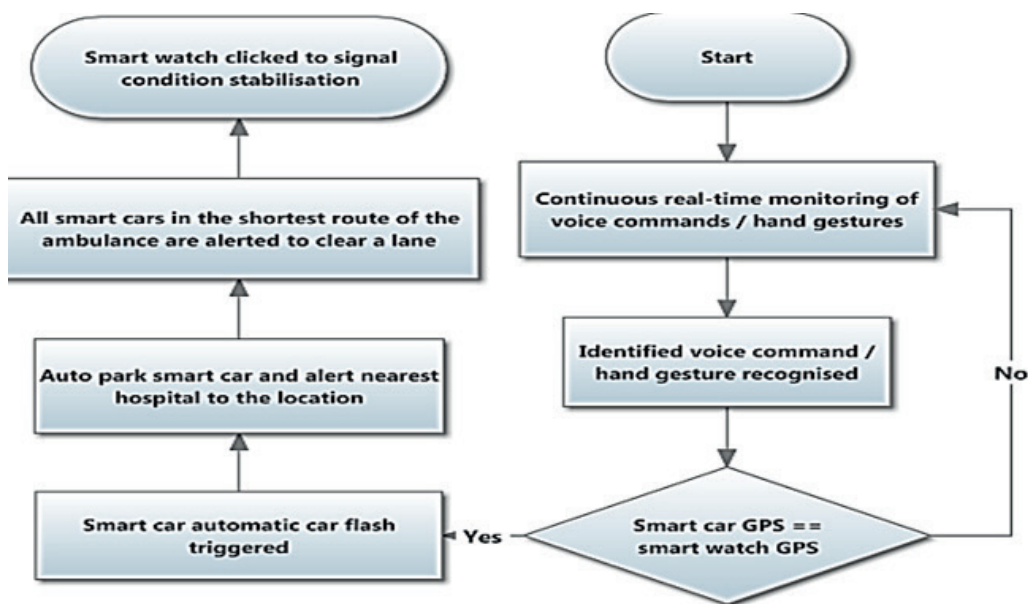 Start
Continuous real-time monitoring of
voice commands / hand gestures
Identified voice command /
hand gesture recognised
No
Smart car GPS ==
smart watch GPS
Yes
Smart car automatic car flash
triggered
Auto park smart car and alert nearest
hospital to the location
All smart cars in the shortest route of the
ambulance are alerted to clear a lane
Smart watch clicked to signal
condition stabilisation